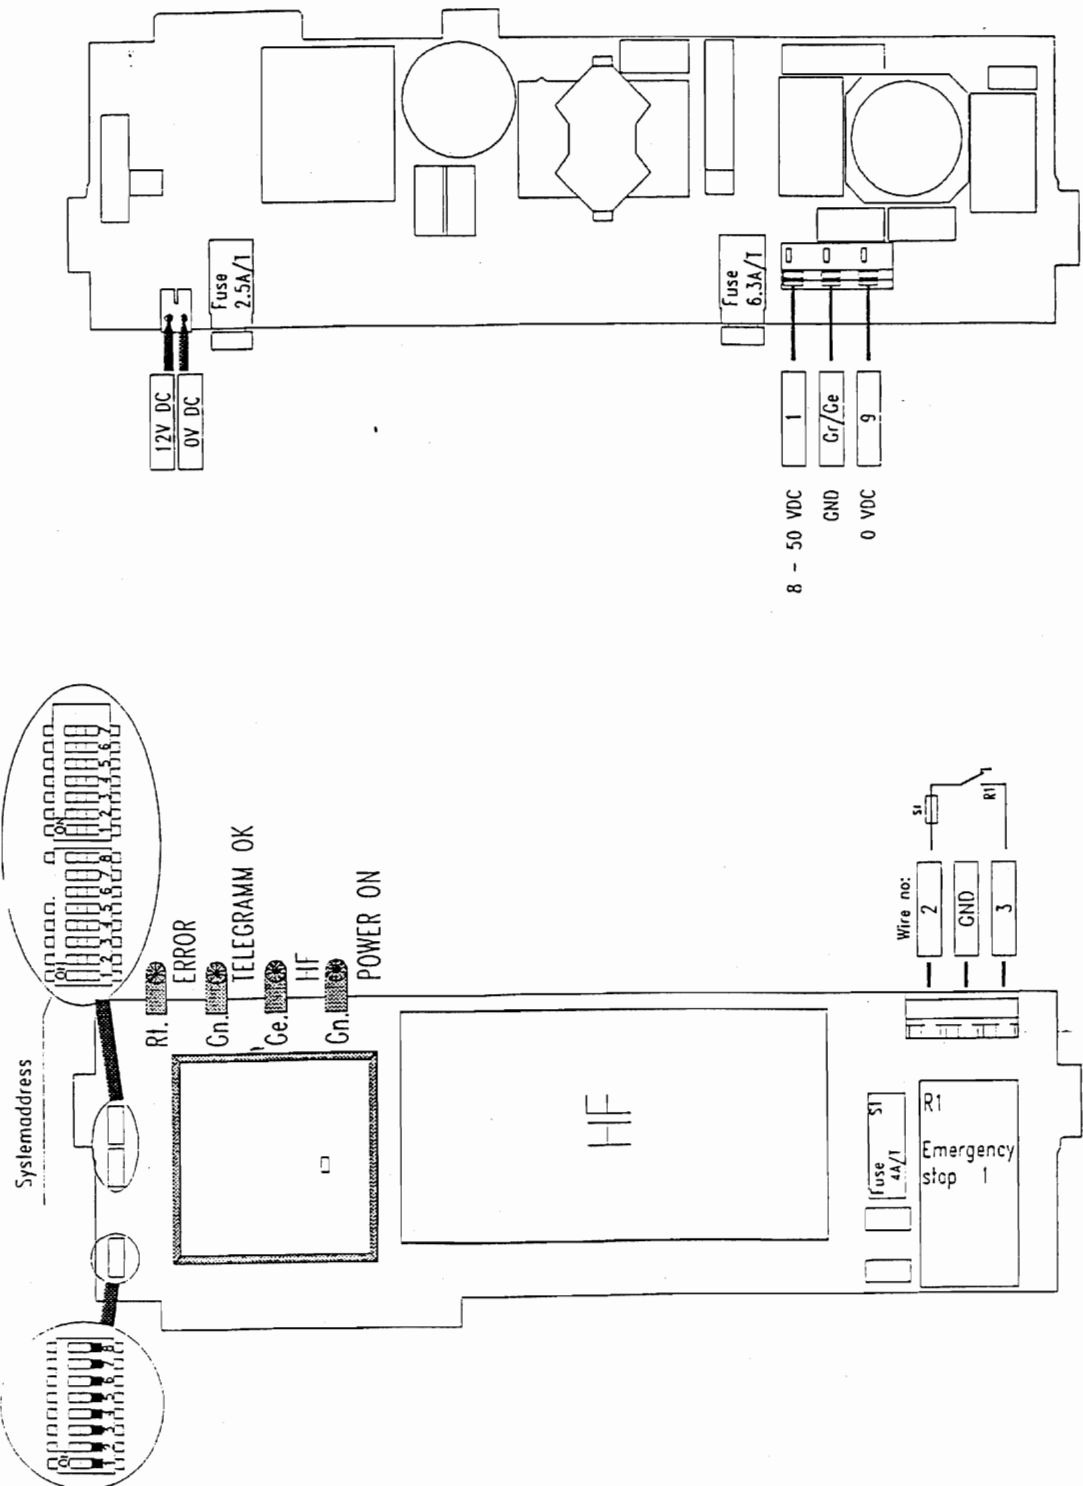 Fuse
2.5A/T
Fuse
6.3A/T
12V DC
0V DC
1
Gr/Ge
9
8 - 50 VDC
GND
0 VDC
Systemaddress
ON
1 2 3 4 5 6 7 8
ON
1 2 3 4 5 6 7
Rt.
ERROR
Gn.
TELEGRAMM OK
Ge.
HF
Gn.
POWER ON
1 2 3 4 5 6 7 8
HF
Fuse
4A/T
S1
R1
Emergency
stop 1
Wire no:
2
GND
3
S1
R1